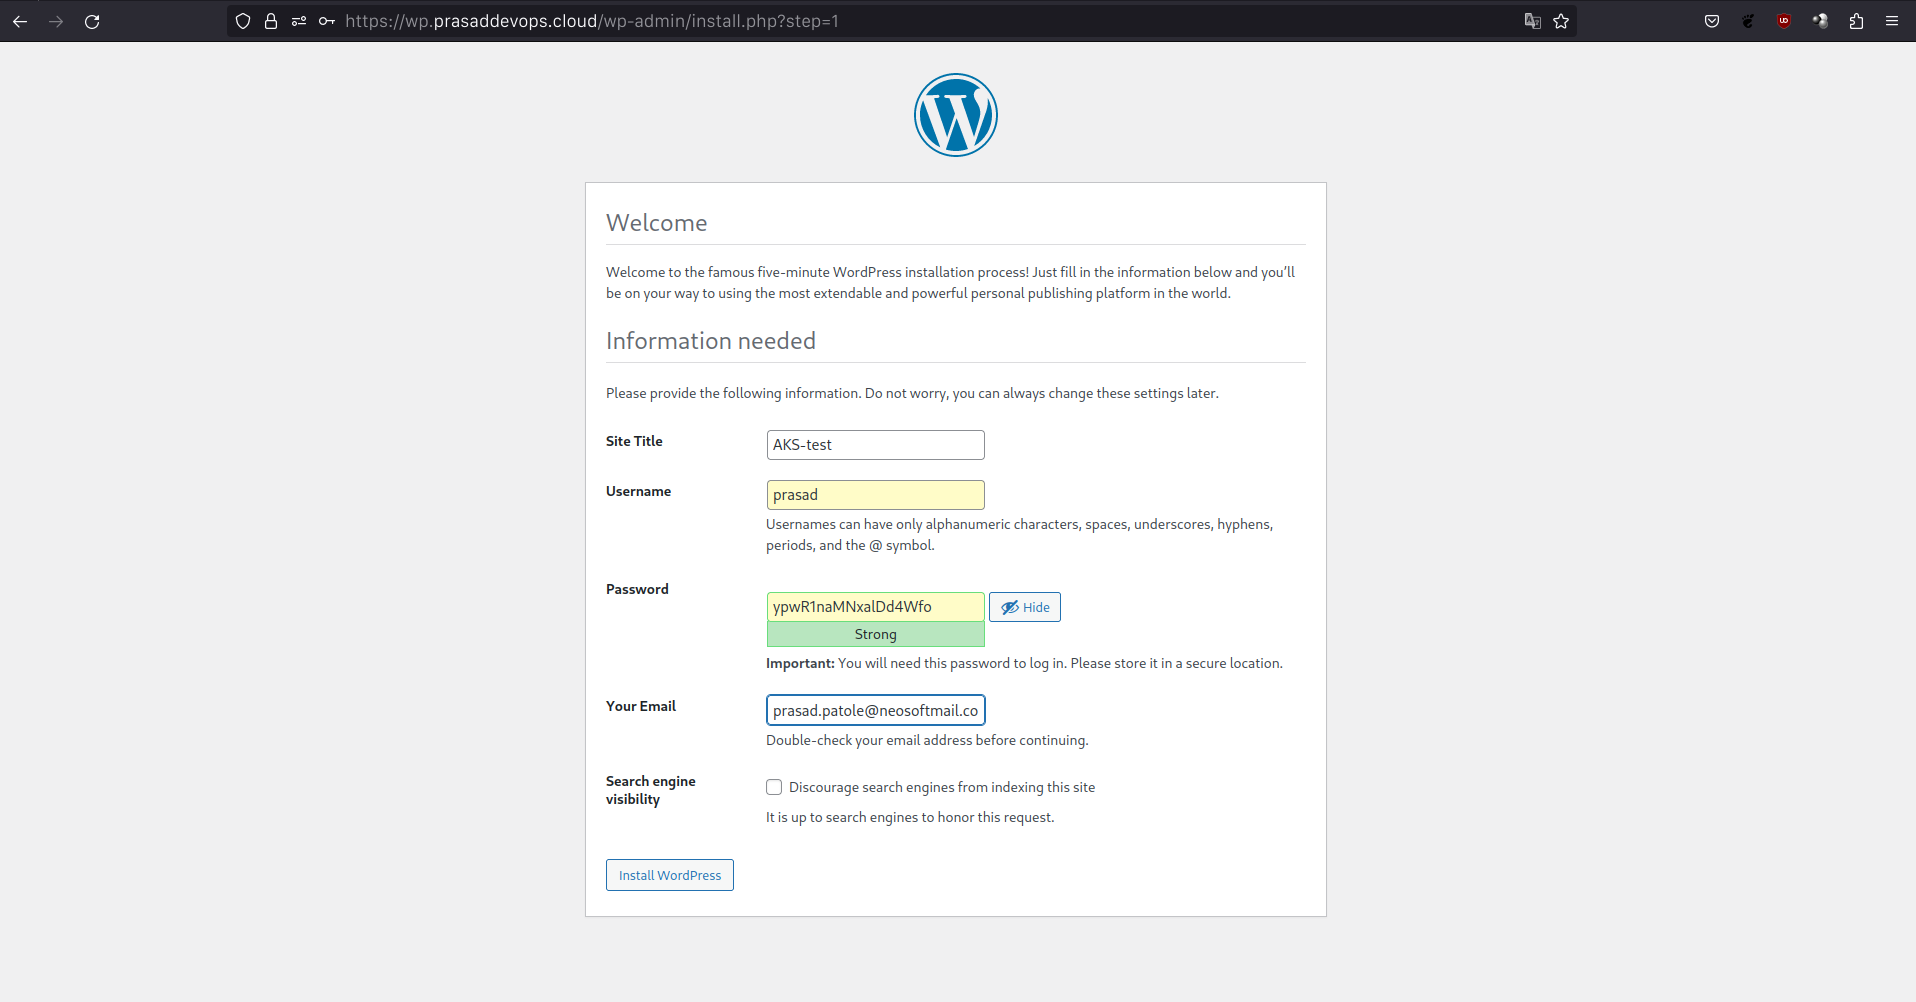 https://wp.prasaddevops.cloud/wp-admin/install.php?step=1
Welcome
Welcome to the famous five-minute WordPress installation process! Just fill in the information below and you’ll
be on your way to using the most extendable and powerful personal publishing platform in the world.
Information needed
Please provide the following information. Do not worry, you can always change these settings later.
Site Title
AKS-test
Username
prasad
Usernames can have only alphanumeric characters, spaces, underscores, hyphens,
periods, and the @ symbol.
Password
ypwR1naMNxalDd4Wfo
Hide
Strong
Important: You will need this password to log in. Please store it in a secure location.
Your Email
prasad.patole@neosoftmail.co
Double-check your email address before continuing.
Search engine
visibility
Discourage search engines from indexing this site
It is up to search engines to honor this request.
Install WordPress